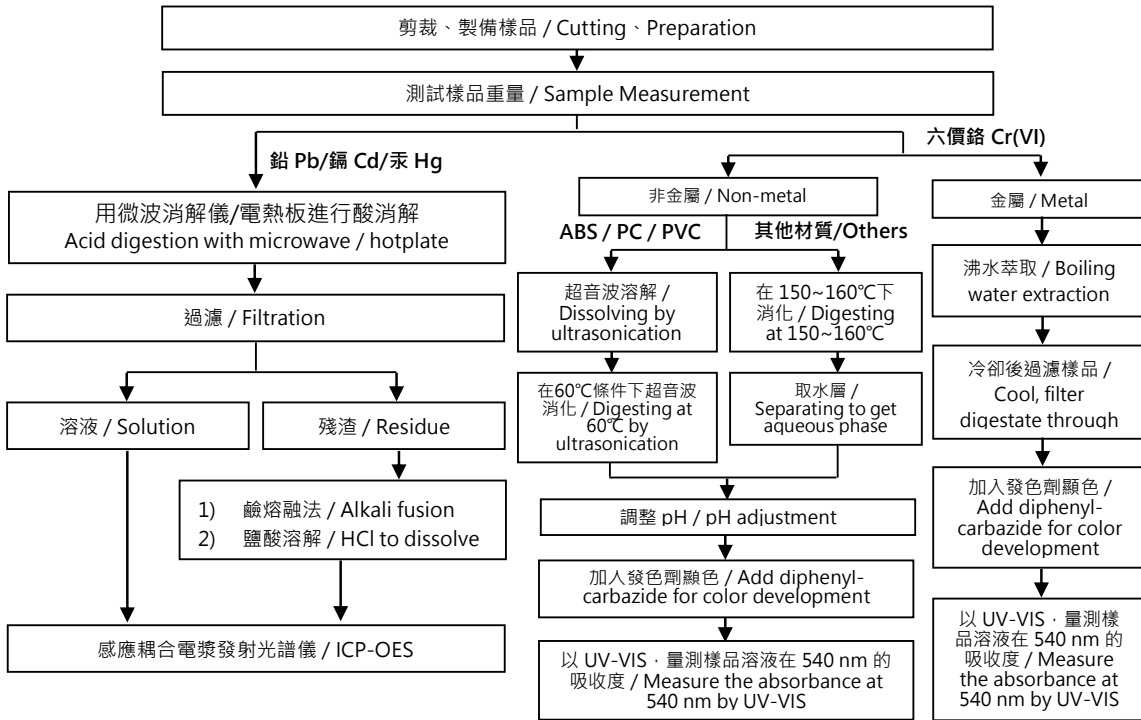 剪裁、製備樣品 / Cutting、Preparation
測試樣品重量 / Sample Measurement
鉛 Pb/鎘 Cd/汞 Hg
六價鉻 Cr(VI)
用微波消解儀/電熱板進行酸消解
Acid digestion with microwave / hotplate
過濾 / Filtration
溶液 / Solution
殘渣 / Residue
1) 鹼熔融法 / Alkali fusion
2) 鹽酸溶解 / HCl to dissolve
感應耦合電漿發射光譜儀 / ICP-OES
非金屬 / Non-metal
ABS / PC / PVC
其他材質/Others
超音波溶解 /
Dissolving by
ultrasonication
在 150~160℃下
消化 / Digesting
at 150~160℃
在60℃條件下超音波
消化 / Digesting at
60℃ by
ultrasonication
取水層 /
Separating to get
aqueous phase
調整 pH / pH adjustment
加入發色劑顯色 / Add diphenyl-
carbazide for color development
以 UV-VIS，量測樣品溶液在 540 nm 的
吸收度 / Measure the absorbance at
540 nm by UV-VIS
金屬 / Metal
沸水萃取 / Boiling
water extraction
冷卻後過濾樣品 /
Cool, filter
digestate through
加入發色劑顯色 /
Add diphenyl-
carbazide for color
development
以 UV-VIS，量測樣
品溶液在 540 nm 的
吸收度 / Measure
the absorbance at
540 nm by UV-VIS